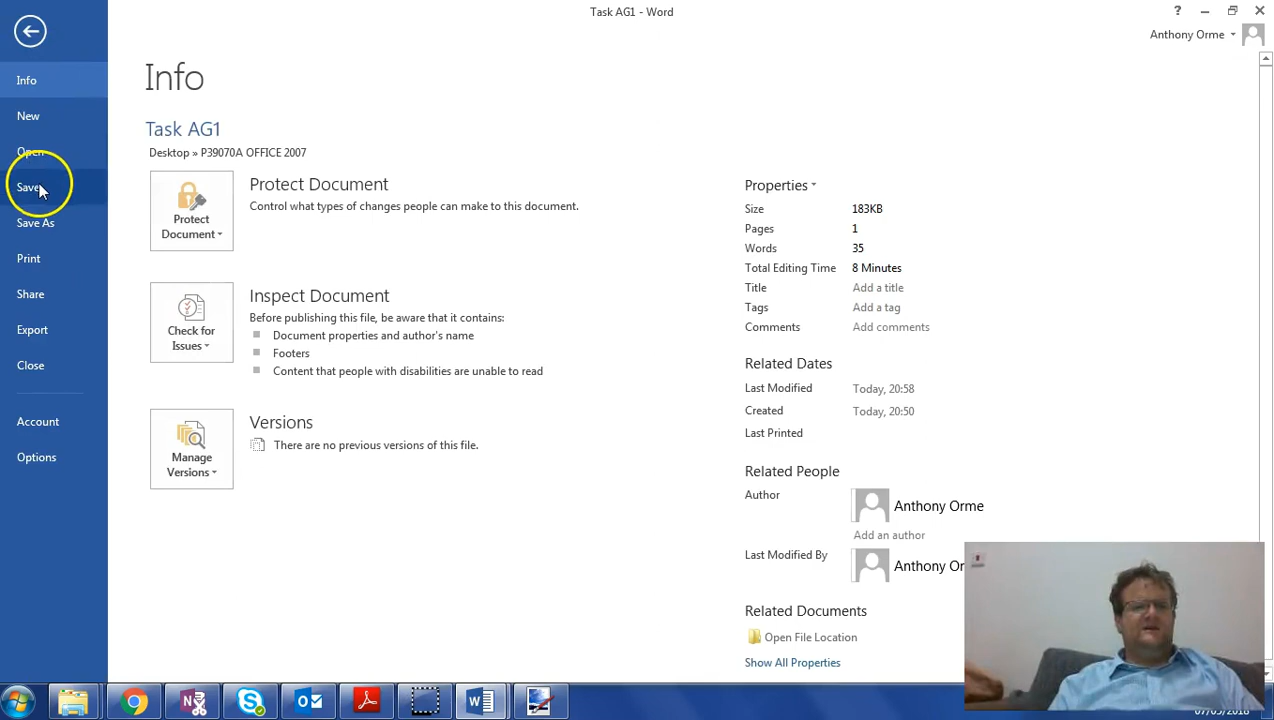 Task AG1 - Word
?
Anthony Orme
Info
New
Open
Save
Save As
Print
Share
Export
Close
Account
Options
Info
Task AG1
Desktop » P39070A OFFICE 2007
Protect Document
Protect Document
Control what types of changes people can make to this document.
Check for Issues
Inspect Document
Before publishing this file, be aware that it contains:
Document properties and author's name
Footers
Content that people with disabilities are unable to read
Manage Versions
Versions
There are no previous versions of this file.
Properties
Size 183KB
Pages 1
Words 35
Total Editing Time 8 Minutes
Title Add a title
Tags Add a tag
Comments Add comments
Related Dates
Last Modified Today, 20:58
Created Today, 20:50
Last Printed
Related People
Author Anthony Orme
Add an author
Last Modified By Anthony Or
Related Documents
Open File Location
Show All Properties